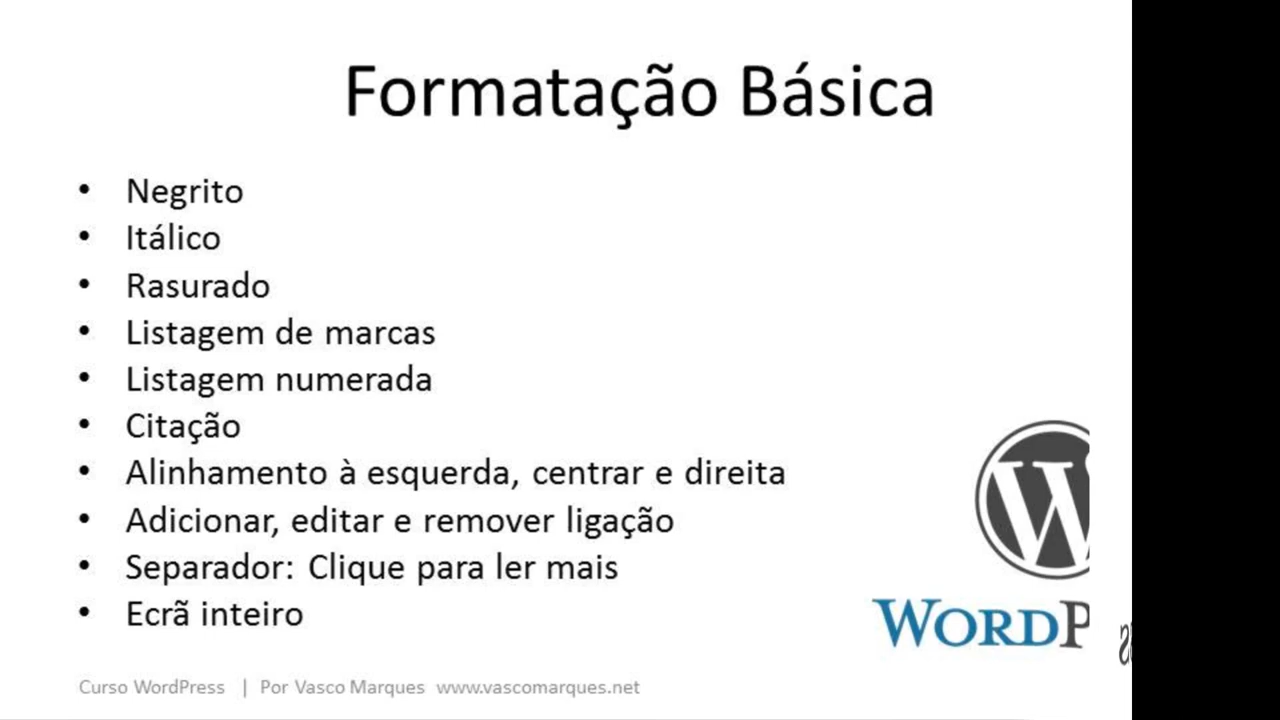 Formatação Básica
• Negrito
• Itálico
• Rasurado
• Listagem de marcas
• Listagem numerada
• Citação
• Alinhamento à esquerda, centrar e direita
• Adicionar, editar e remover ligação
• Separador: Clique para ler mais
• Ecrã inteiro
WORDP
Curso WordPress | Por Vasco Marques www.vascomarques.net